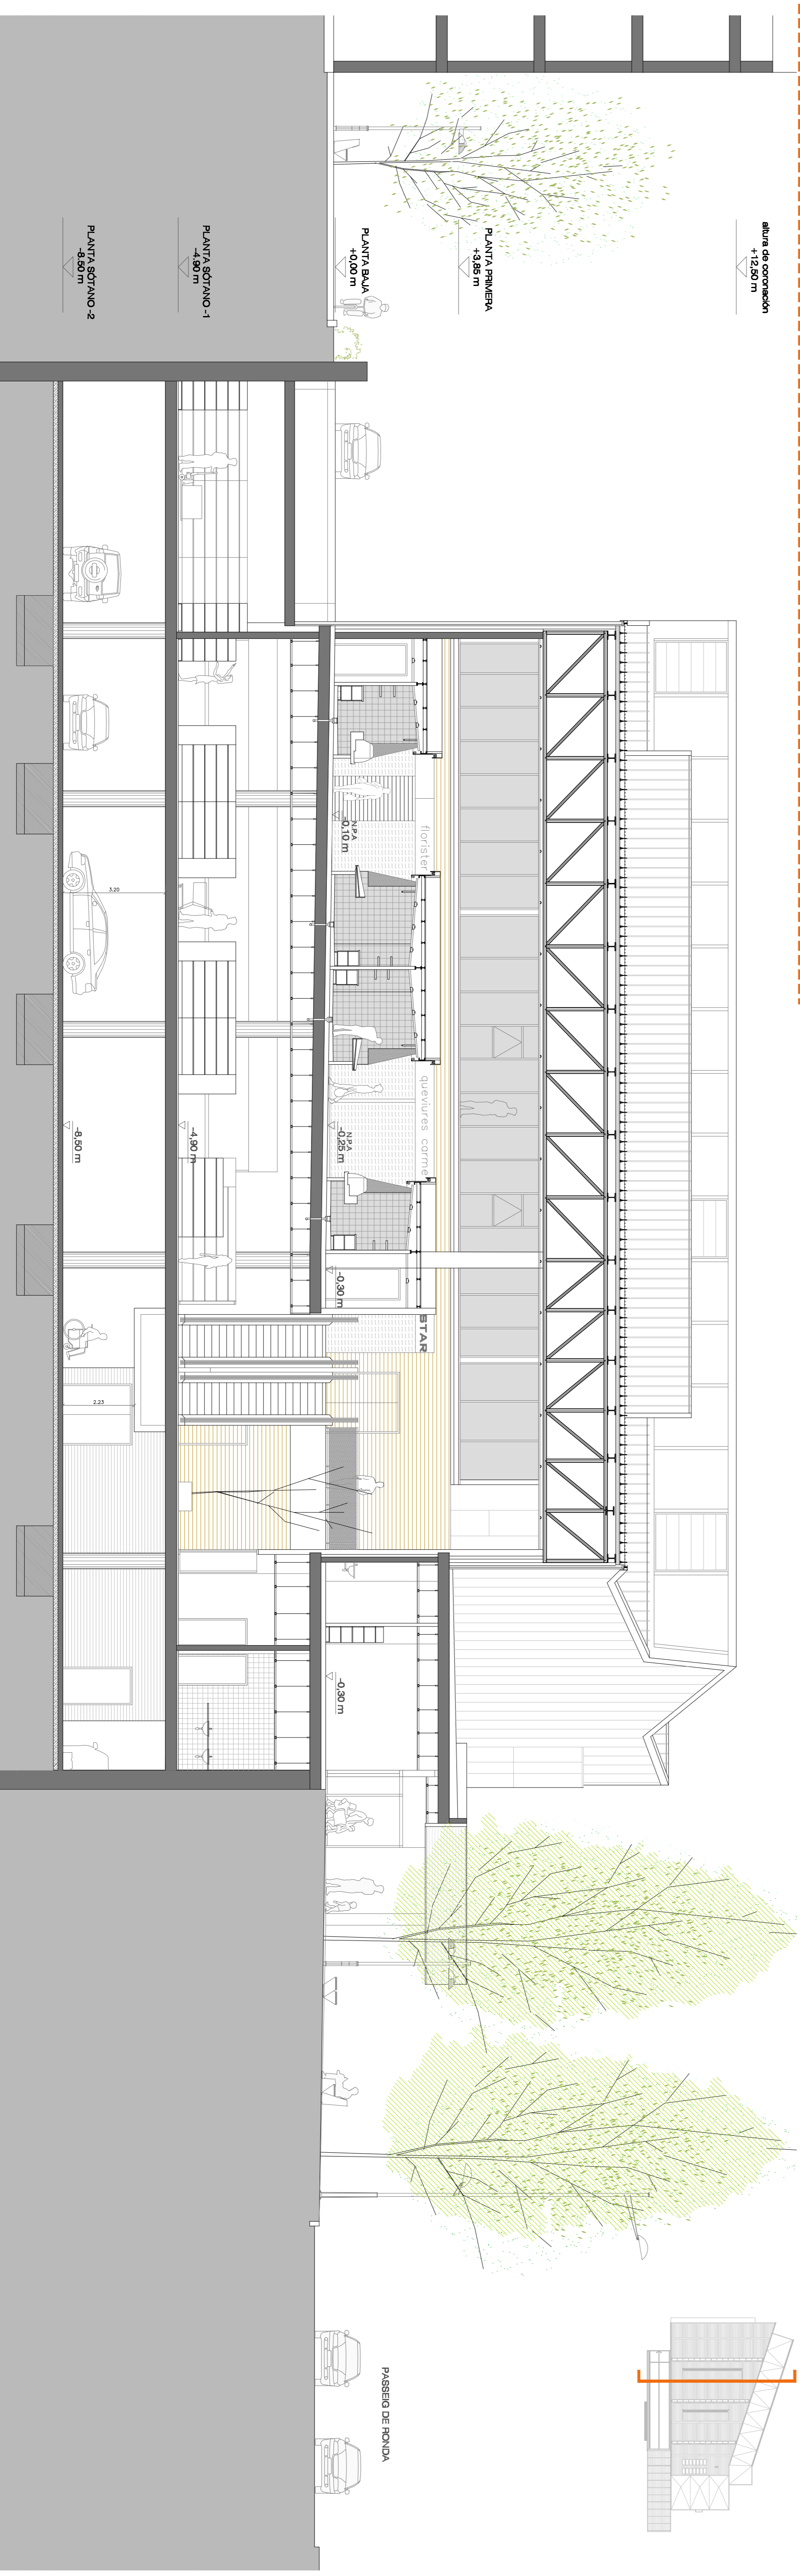 altura de coronación
+12,50 m
PLANTA PRIMERA
+3,85 m
PLANTA BAJA
+0,00 m
PLANTA SÓTANO -1
-4.90 m
PLANTA SÓTANO -2
-8.50 m
florister
queviures carme
STAR
N.P.A
-0,10 m
N.P.A
-0,25 m
-0,30 m
-0,30 m
-4,90 m
3.20
-8,50 m
2.23
PASSEIG DE RONDA